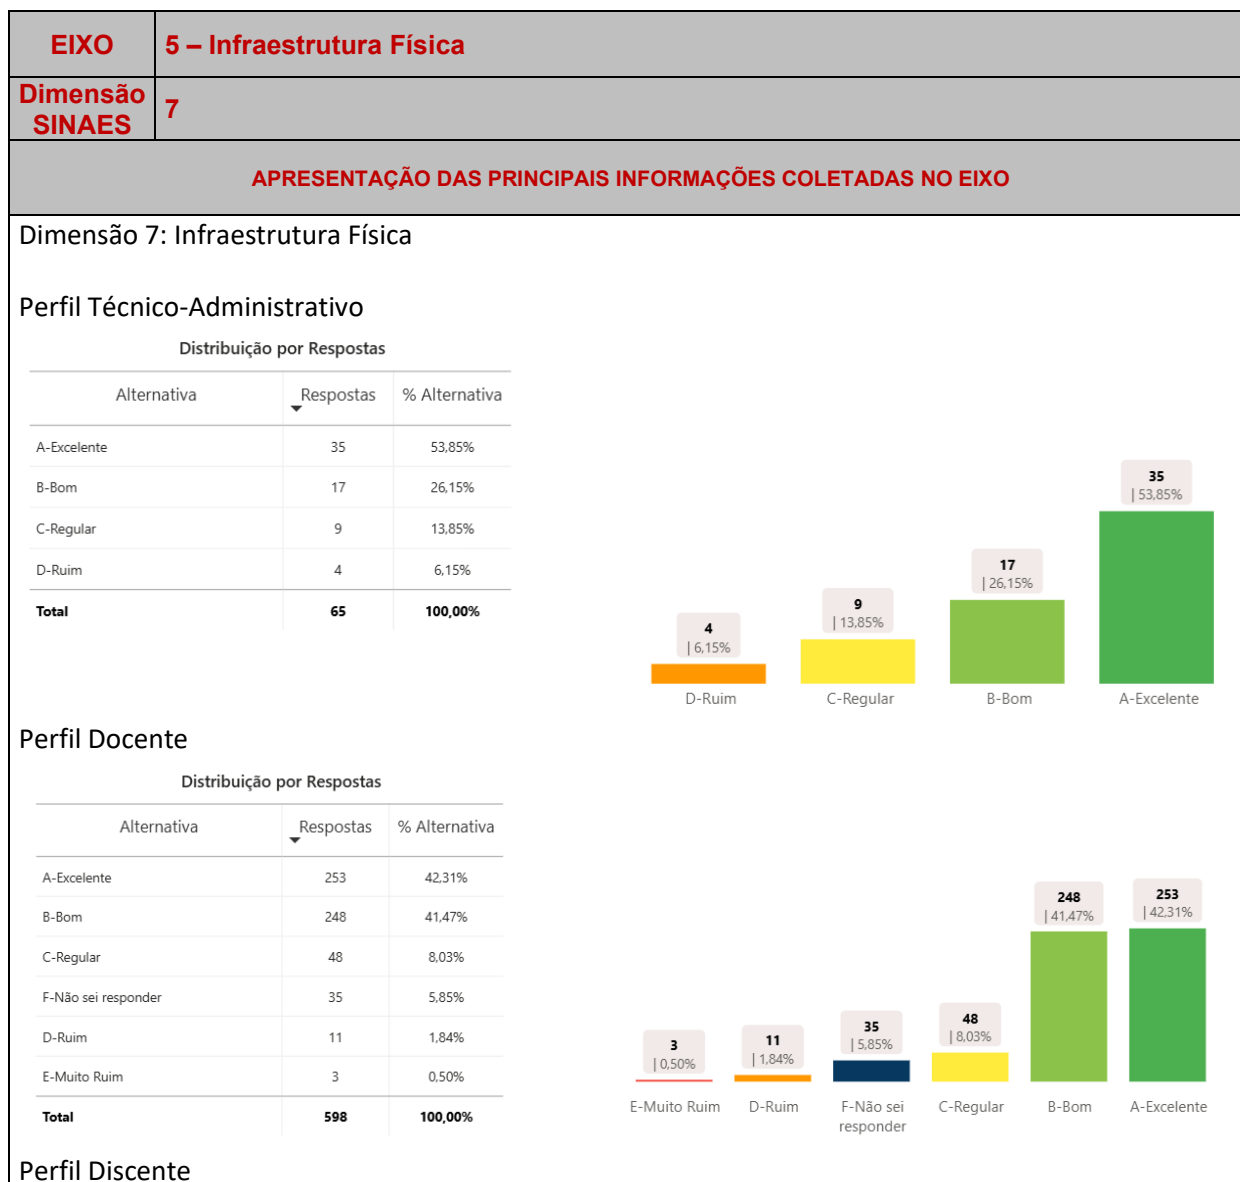 EIXO 5 – Infraestrutura Física
Dimensão SINAES 7
APRESENTAÇÃO DAS PRINCIPAIS INFORMAÇÕES COLETADAS NO EIXO
Dimensão 7: Infraestrutura Física
Perfil Técnico-Administrativo
Distribuição por Respostas
Alternativa Respostas % Alternativa
A-Excelente 35 53,85%
B-Bom 17 26,15%
C-Regular 9 13,85%
D-Ruim 4 6,15%
Total 65 100,00%
35
| 53,85%
17
| 26,15%
9
| 13,85%
4
| 6,15%
D-Ruim C-Regular B-Bom A-Excelente
Perfil Docente
Distribuição por Respostas
Alternativa Respostas % Alternativa
A-Excelente 253 42,31%
B-Bom 248 41,47%
C-Regular 48 8,03%
F-Não sei responder 35 5,85%
D-Ruim 11 1,84%
E-Muito Ruim 3 0,50%
Total 598 100,00%
3
| 0,50%
11
| 1,84%
35
| 5,85%
48
| 8,03%
248
| 41,47%
253
| 42,31%
E-Muito Ruim D-Ruim F-Não sei responder C-Regular B-Bom A-Excelente
Perfil Discente